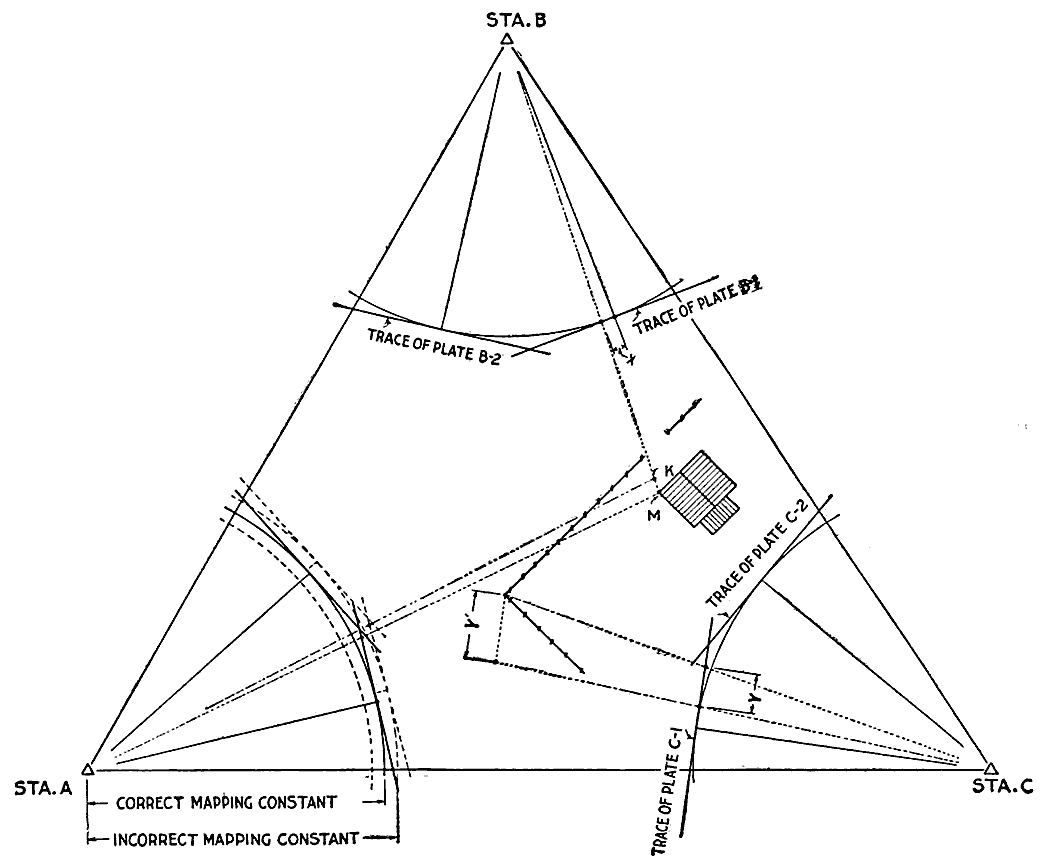 STA. B
TRACE OF PLATE
TRACE OF PLATE B-2
X
K
M
TRACE OF PLATE C-2
Y'
Y
TRACE OF PLATE C-1
STA. A
STA. C
CORRECT MAPPING CONSTANT
INCORRECT MAPPING CONSTANT